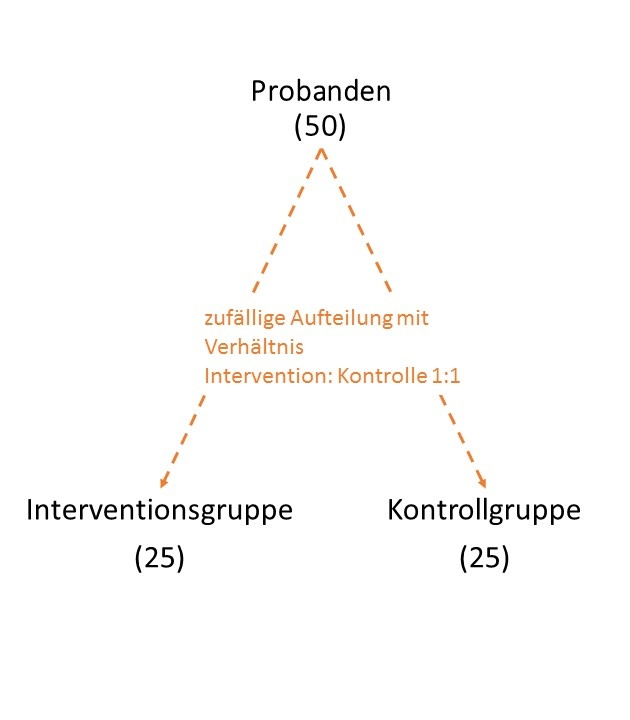 Probanden
(50)
zufällige Aufteilung mit
Verhältnis
Intervention: Kontrolle 1:1
Interventionsgruppe
(25)
Kontrollgruppe
(25)